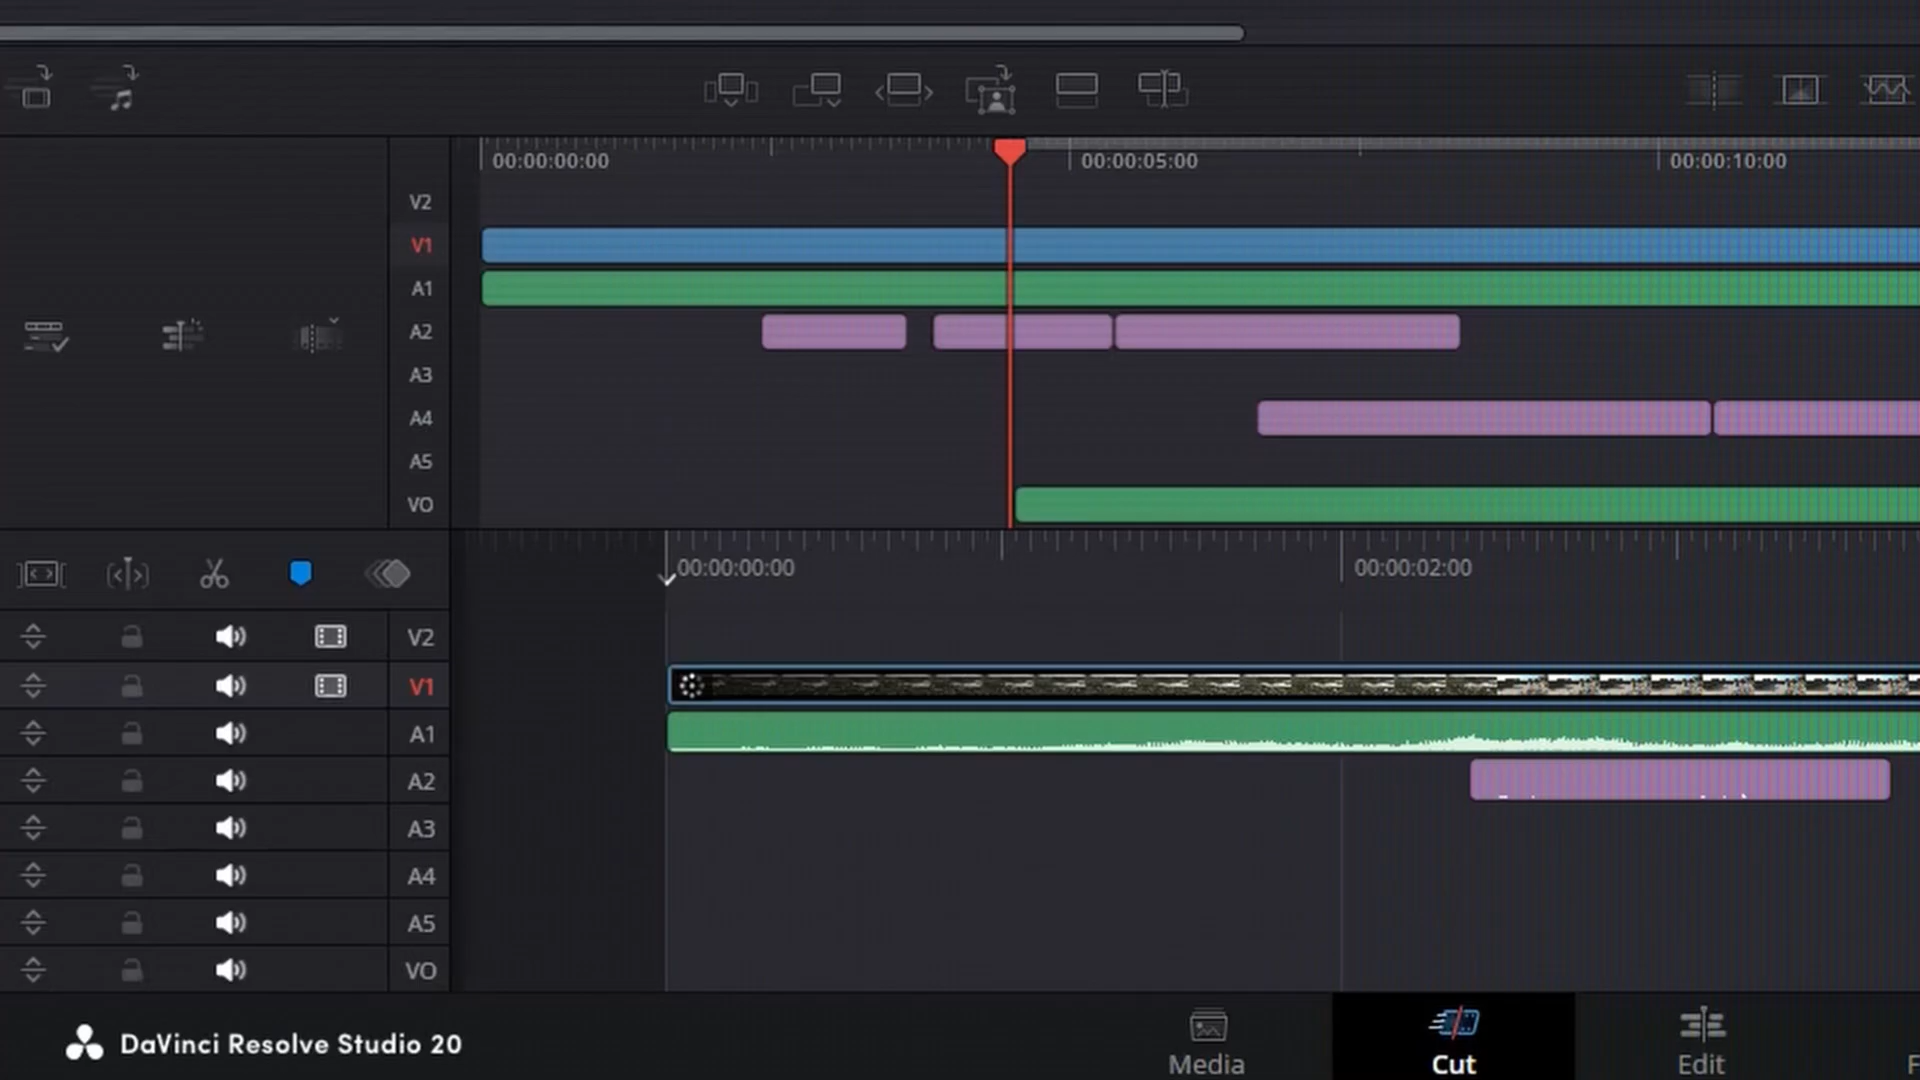 00:00:00:00 00:00:05:00 00:00:10:00
V2
V1
A1
A2
A3
A4
A5
VO
00:00:00:00 00:00:02:00
V2
V1
A1
A2
A3
A4
A5
VO
DaVinci Resolve Studio 20
Media Cut Edit